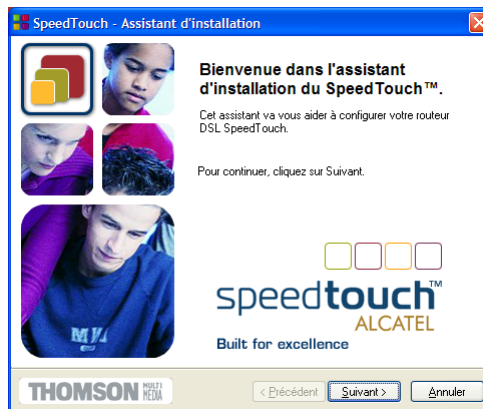 SpeedTouch - Assistant d'installation
Bienvenue dans l'assistant
d'installation du SpeedTouch™.
Cet assistant va vous aider à configurer votre routeur
DSL SpeedTouch.
Pour continuer, cliquez sur Suivant.
speedtouch™
ALCATEL
Built for excellence
THOMSON MULTI MEDIA
< Précédent
Suivant >
Annuler